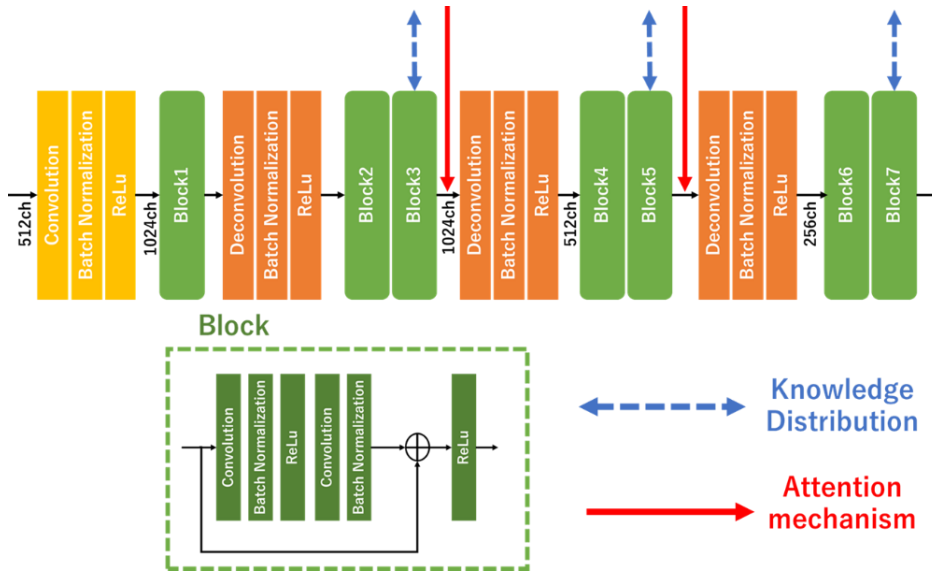 512ch
Convolution
Batch Normalization
ReLu
1024ch
Block1
Deconvolution
Batch Normalization
ReLu
Block2
Block3
1024ch
Deconvolution
Batch Normalization
ReLu
512ch
Block4
Block5
Deconvolution
Batch Normalization
ReLu
256ch
Block6
Block7
Block
Convolution
Batch Normalization
ReLu
Convolution
Batch Normalization
ReLu
Knowledge
Distribution
Attention
mechanism